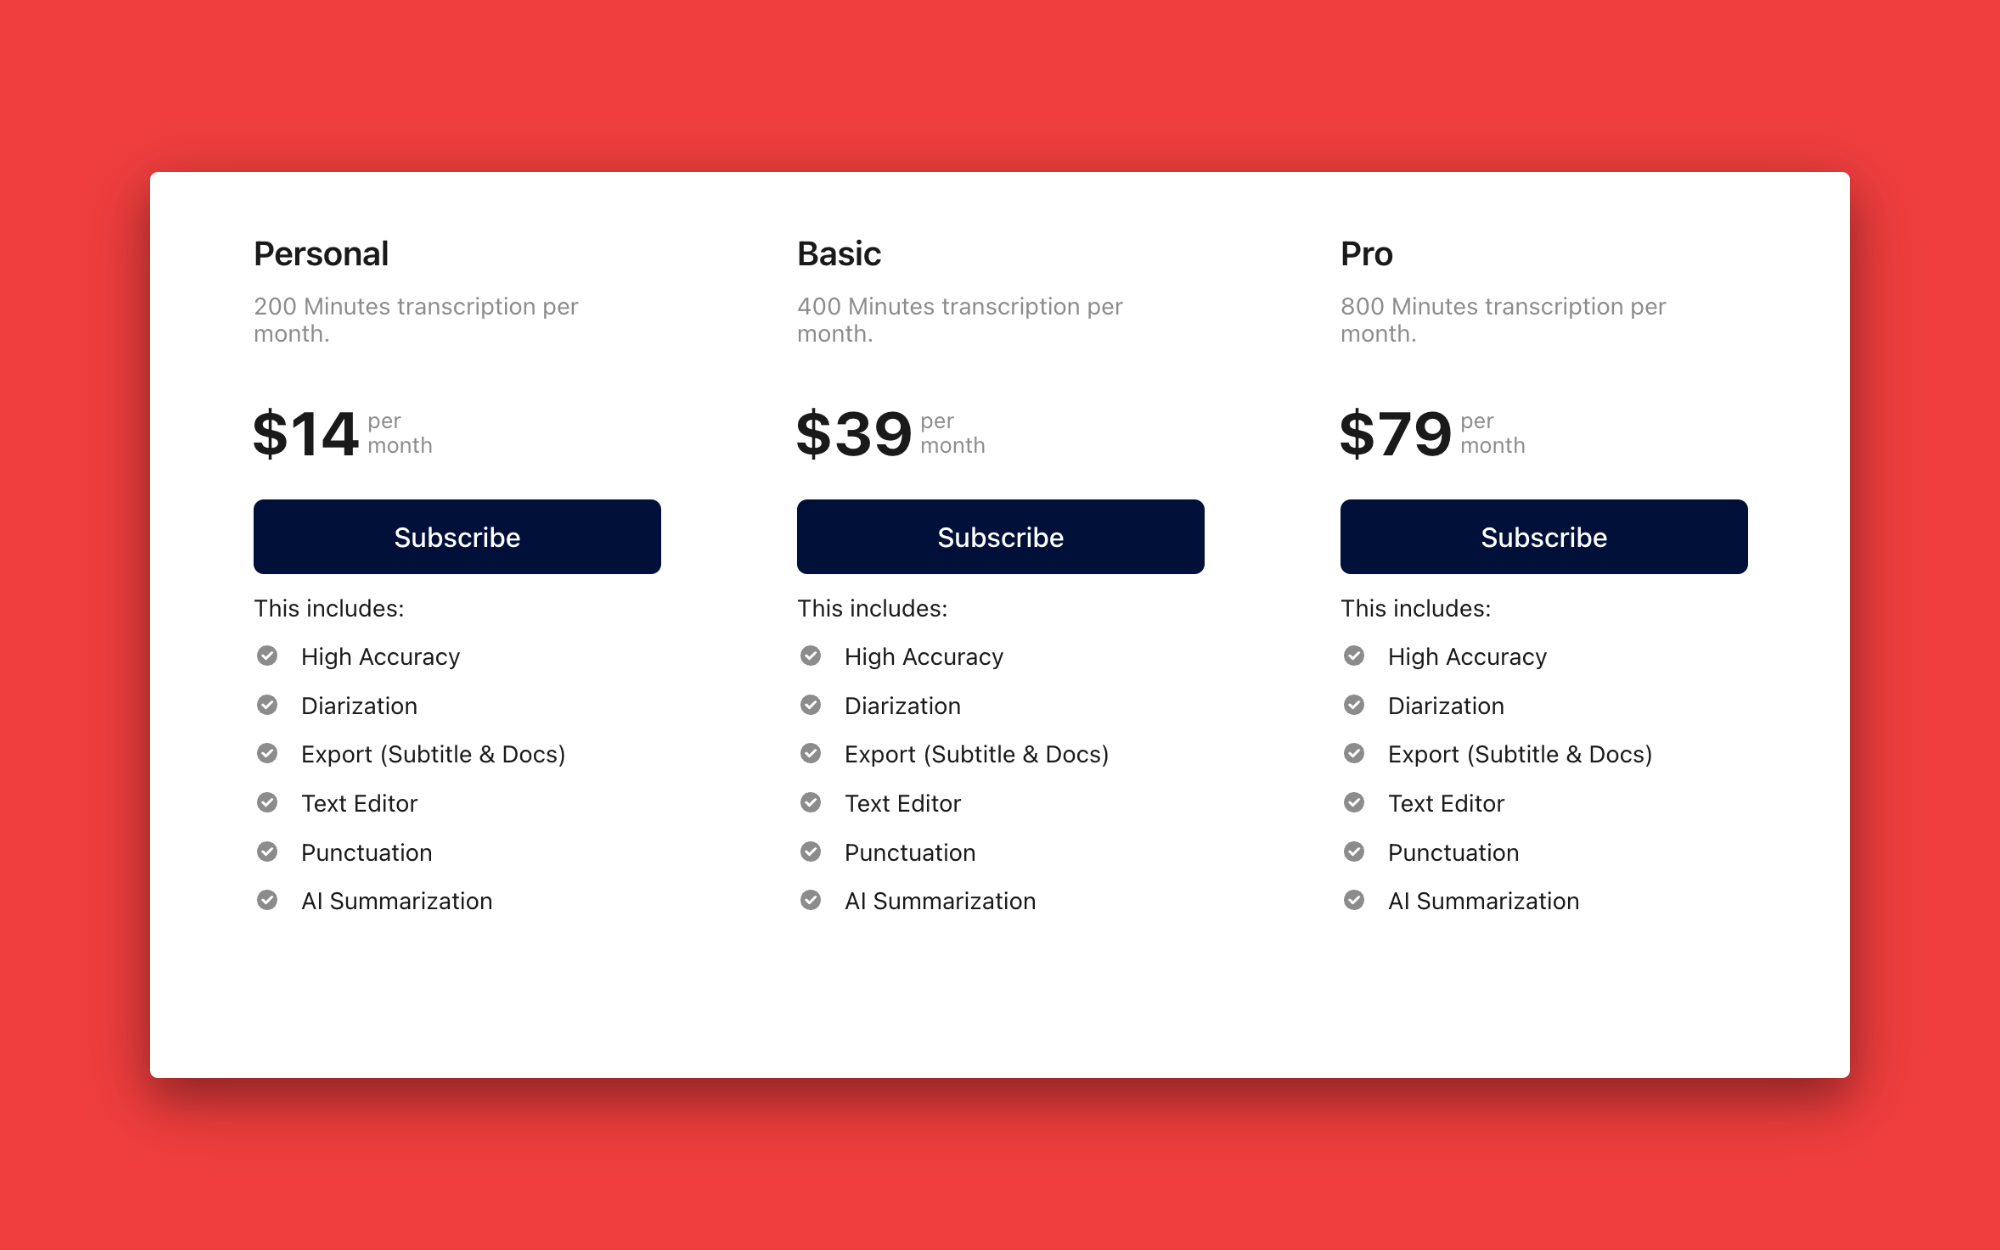 Personal
200 Minutes transcription per
month.
$14 per
month
Subscribe
This includes:
High Accuracy
Diarization
Export (Subtitle & Docs)
Text Editor
Punctuation
AI Summarization
Basic
400 Minutes transcription per
month.
$39 per
month
Subscribe
This includes:
High Accuracy
Diarization
Export (Subtitle & Docs)
Text Editor
Punctuation
AI Summarization
Pro
800 Minutes transcription per
month.
$79 per
month
Subscribe
This includes:
High Accuracy
Diarization
Export (Subtitle & Docs)
Text Editor
Punctuation
AI Summarization